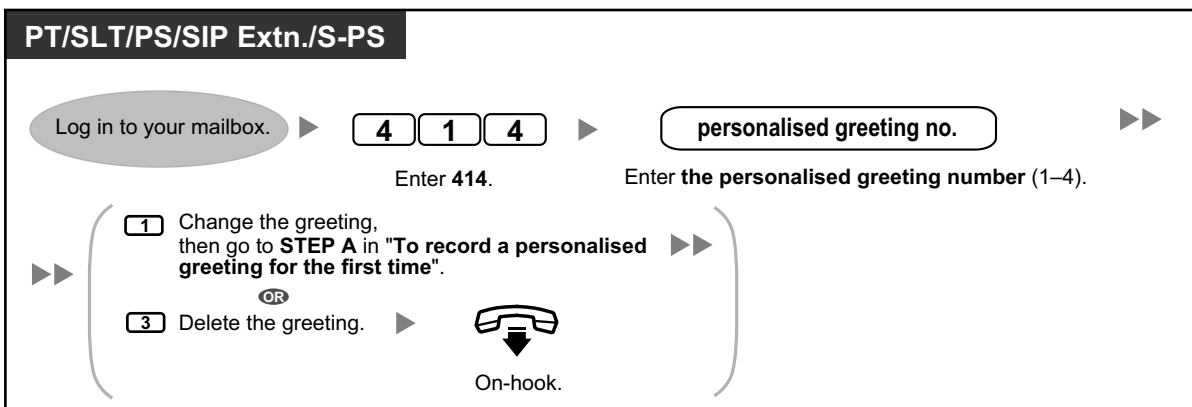 PT/SLT/PS/SIP Extn./S-PS
Log in to your mailbox.
4 1 4
personalised greeting no.
Enter 414.
Enter the personalised greeting number (1–4).
1 Change the greeting,
then go to STEP A in "To record a personalised
greeting for the first time".
OR
3 Delete the greeting.
On-hook.